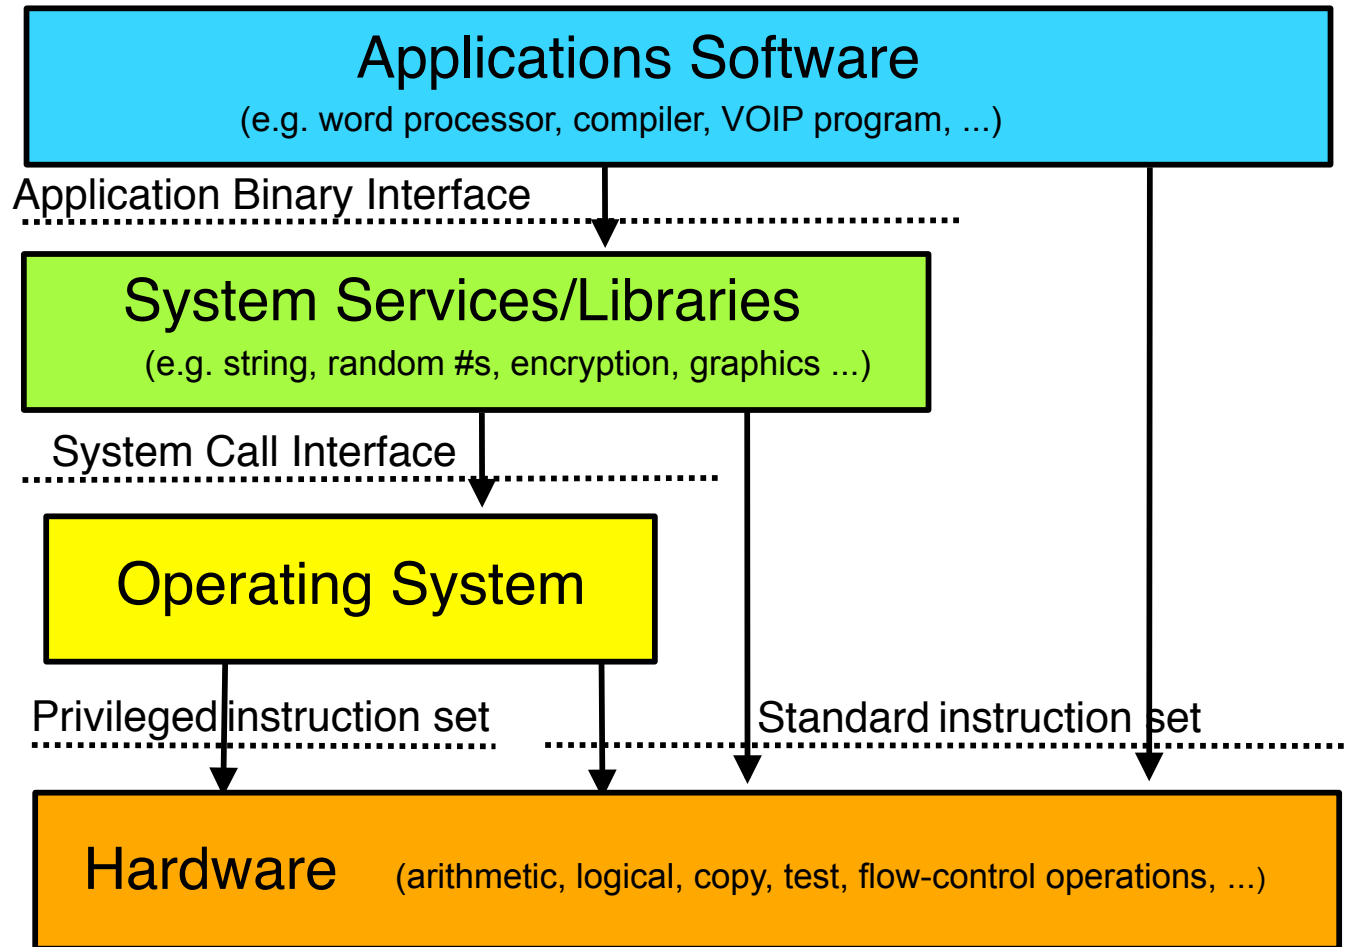 Applications Software
(e.g. word processor, compiler, VOIP program, ...)
Application Binary Interface
System Services/Libraries
(e.g. string, random #s, encryption, graphics ...)
System Call Interface
Operating System
Privileged instruction set
Standard instruction set
Hardware (arithmetic, logical, copy, test, flow-control operations, ...)